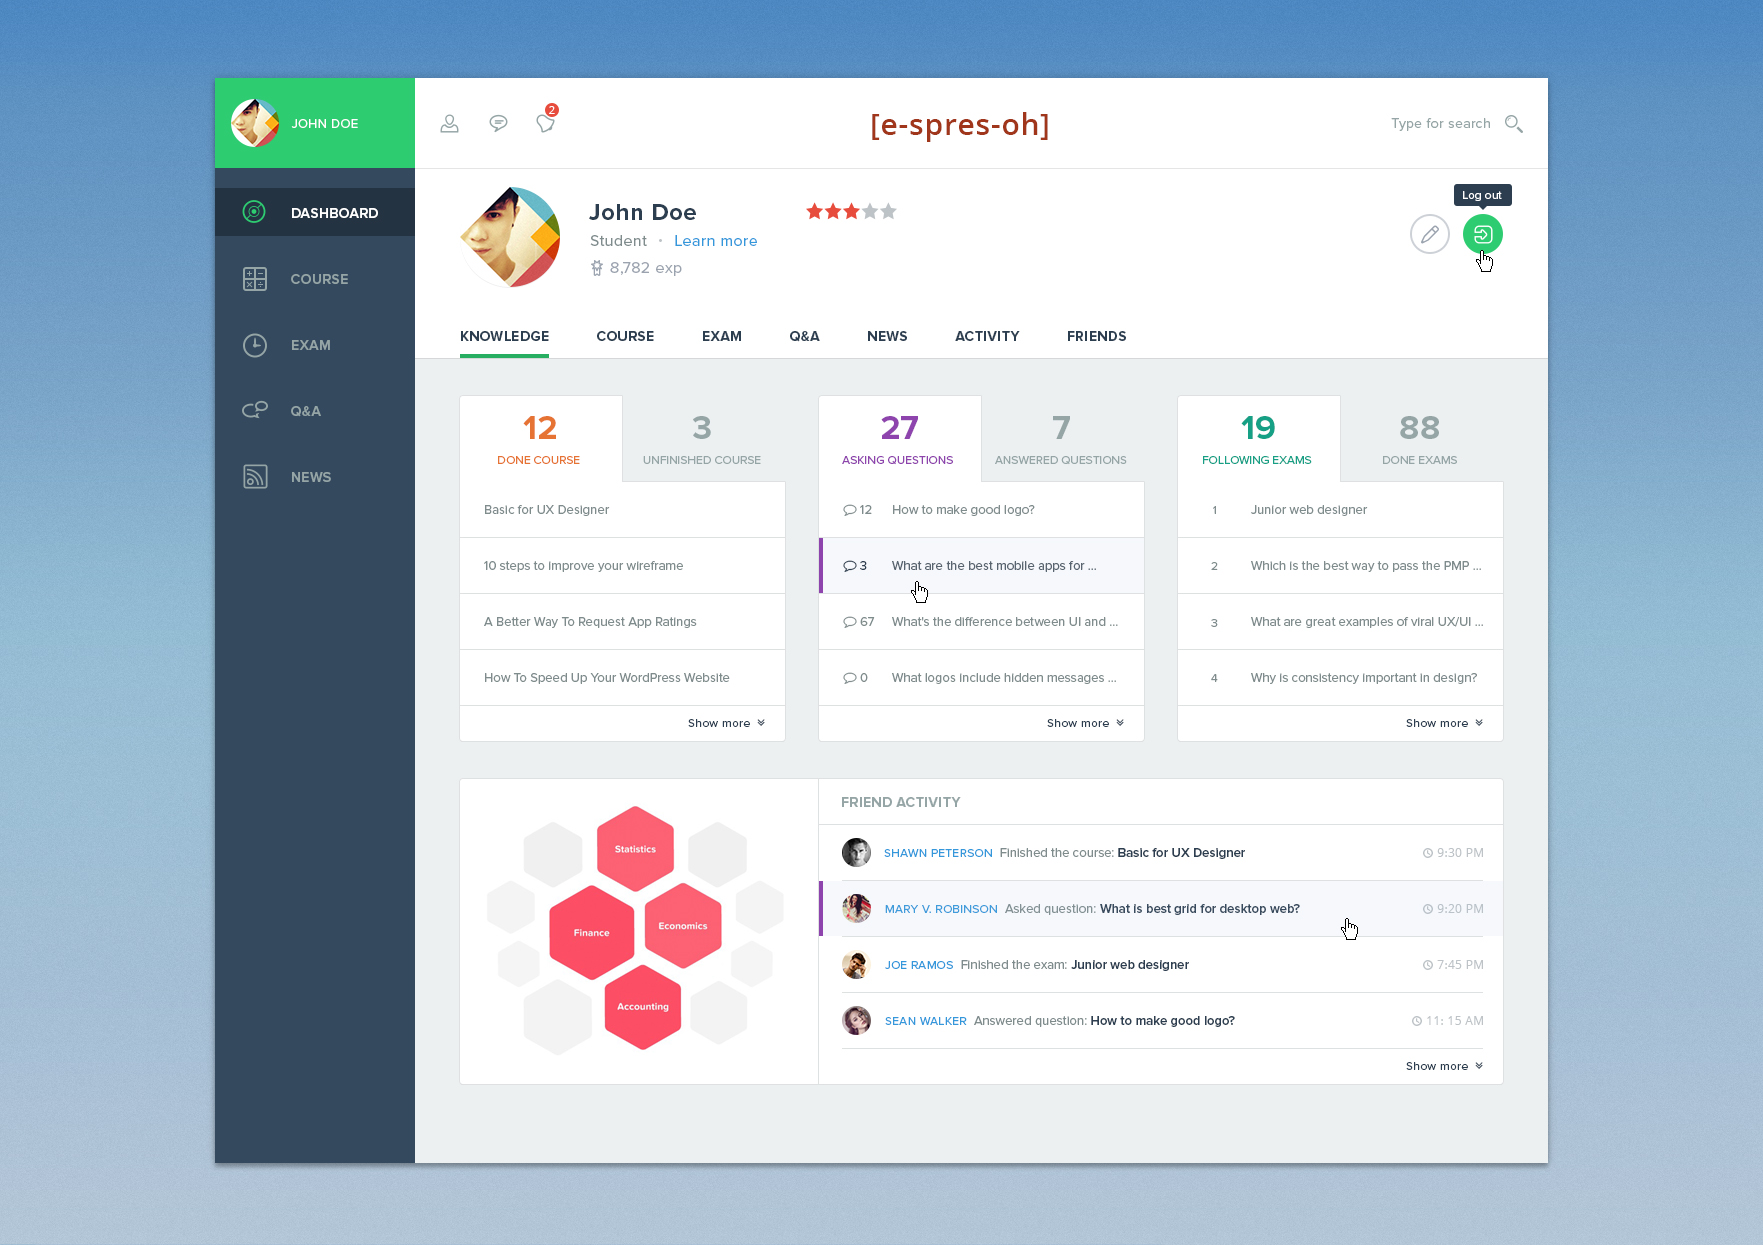 JOHN DOE
2
[e-spres-oh]
Type for search
DASHBOARD
COURSE
EXAM
Q&A
NEWS
John Doe
Student • Learn more
8,782 exp
Log out
KNOWLEDGE COURSE EXAM Q&A NEWS ACTIVITY FRIENDS
12
DONE COURSE
3
UNFINISHED COURSE
Basic for UX Designer
10 steps to improve your wireframe
A Better Way To Request App Ratings
How To Speed Up Your WordPress Website
Show more
27
ASKING QUESTIONS
7
ANSWERED QUESTIONS
12 How to make good logo?
3 What are the best mobile apps for ...
67 What's the difference between UI and ...
0 What logos include hidden messages ...
Show more
19
FOLLOWING EXAMS
88
DONE EXAMS
1 Junior web designer
2 Which is the best way to pass the PMP ...
3 What are great examples of viral UX/UI ...
4 Why is consistency important in design?
Show more
Statistics
Finance
Economics
Accounting
FRIEND ACTIVITY
SHAWN PETERSON Finished the course: Basic for UX Designer 9:30 PM
MARY V. ROBINSON Asked question: What is best grid for desktop web? 9:20 PM
JOE RAMOS Finished the exam: Junior web designer 7:45 PM
SEAN WALKER Answered question: How to make good logo? 11: 15 AM
Show more